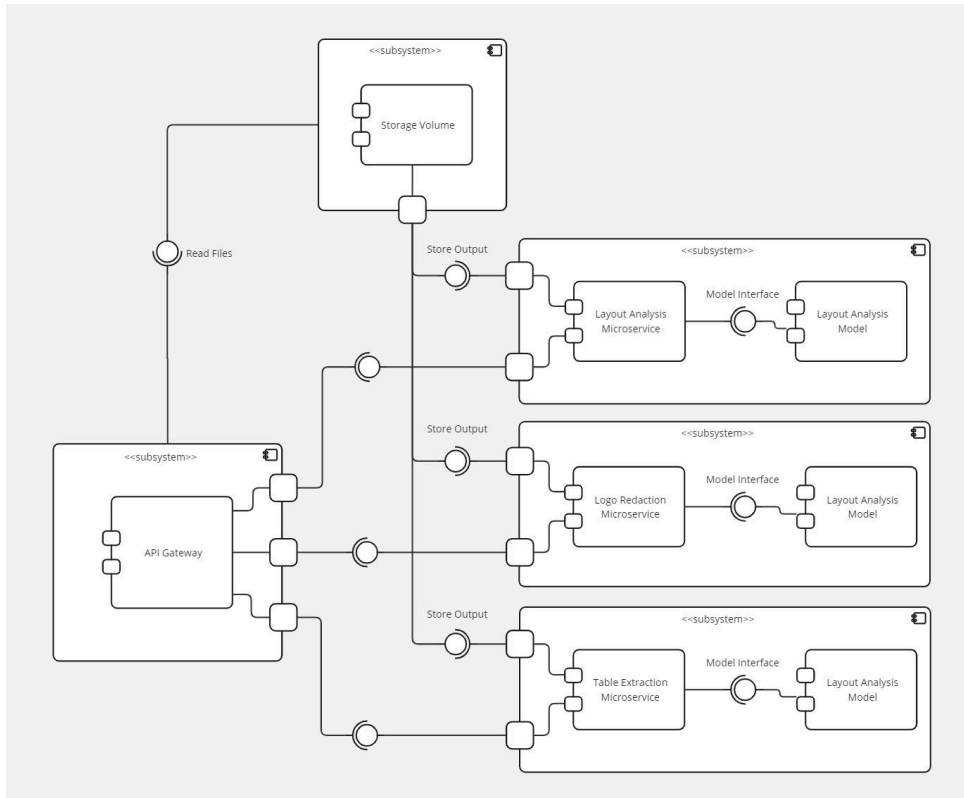 <<subsystem>>
Storage Volume
Read Files
Store Output
<<subsystem>>
Layout Analysis
Microservice
Model Interface
Layout Analysis
Model
Store Output
<<subsystem>>
Logo Redaction
Microservice
Model Interface
Layout Analysis
Model
<<subsystem>>
API Gateway
Store Output
<<subsystem>>
Table Extraction
Microservice
Model Interface
Layout Analysis
Model